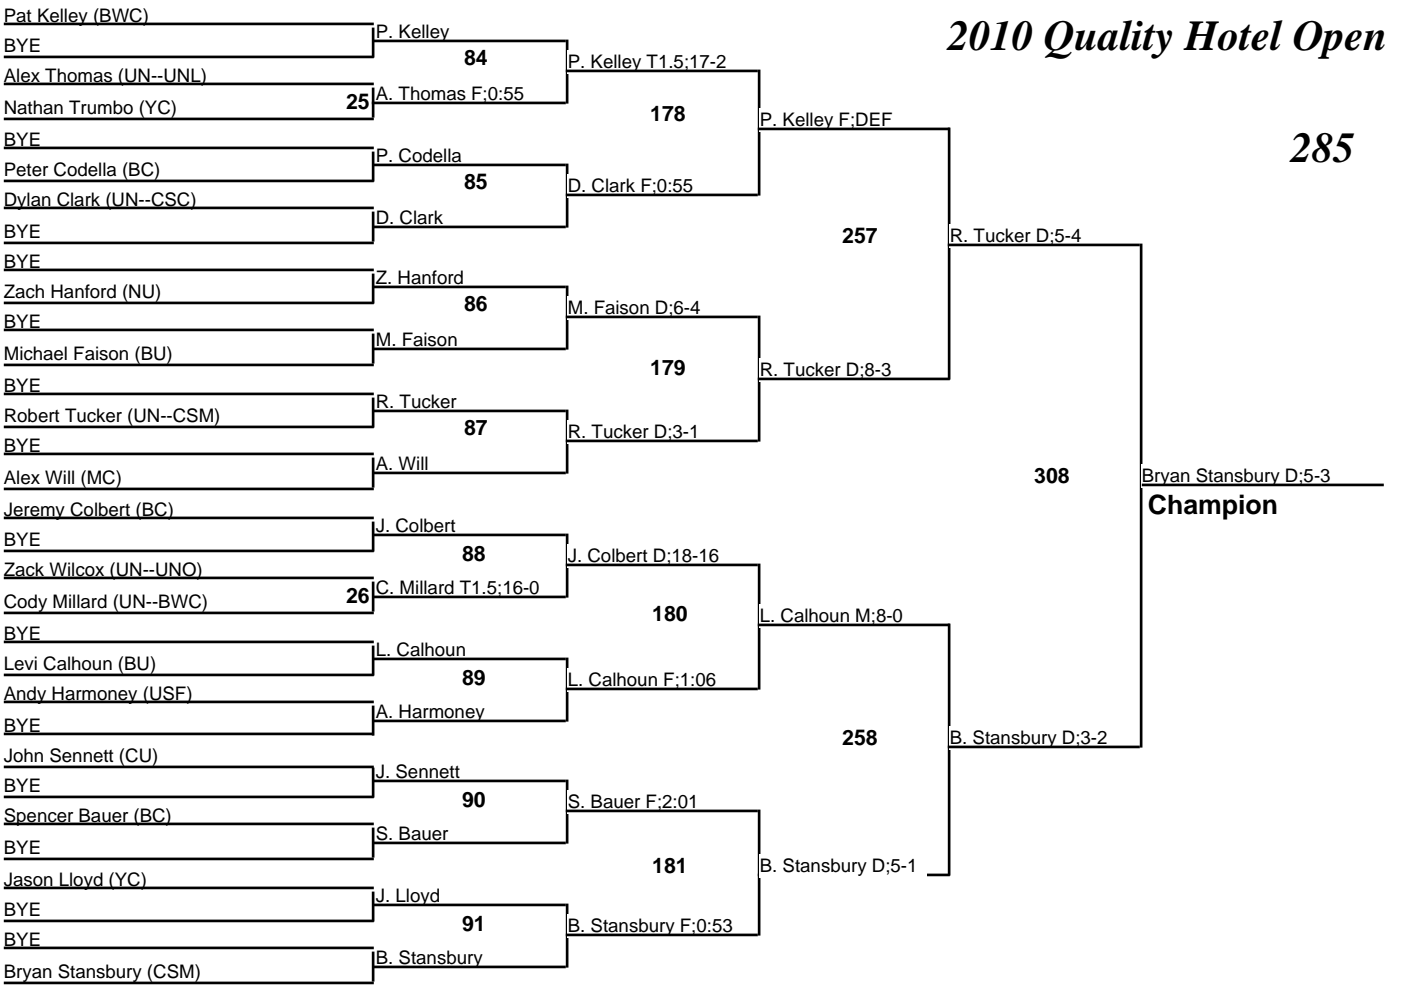 2010 Quality Hotel Open
285
Pat Kelley (BWC)
BYE
Alex Thomas (UN--UNL)
Nathan Trumbo (YC)
BYE
Peter Codella (BC)
Dylan Clark (UN--CSC)
BYE
BYE
Zach Hanford (NU)
BYE
Michael Faison (BU)
BYE
Robert Tucker (UN--CSM)
BYE
Alex Will (MC)
Jeremy Colbert (BC)
BYE
Zack Wilcox (UN--UNO)
Cody Millard (UN--BWC)
BYE
Levi Calhoun (BU)
Andy Harmoney (USF)
BYE
John Sennett (CU)
BYE
Spencer Bauer (BC)
BYE
Jason Lloyd (YC)
BYE
BYE
Bryan Stansbury (CSM)
P. Kelley
84
25 A. Thomas F;0:55
P. Codella
85
D. Clark
Z. Hanford
86
M. Faison
R. Tucker
87
A. Will
J. Colbert
88
26 C. Millard T1.5;16-0
L. Calhoun
89
A. Harmoney
J. Sennett
90
S. Bauer
J. Lloyd
91
B. Stansbury
P. Kelley T1.5;17-2
178
D. Clark F;0:55
M. Faison D;6-4
179
R. Tucker D;3-1
J. Colbert D;18-16
180
L. Calhoun F;1:06
S. Bauer F;2:01
181
B. Stansbury F;0:53
P. Kelley F;DEF
257
R. Tucker D;8-3
L. Calhoun M;8-0
258
B. Stansbury D;5-1
R. Tucker D;5-4
308
B. Stansbury D;3-2
Bryan Stansbury D;5-3
Champion